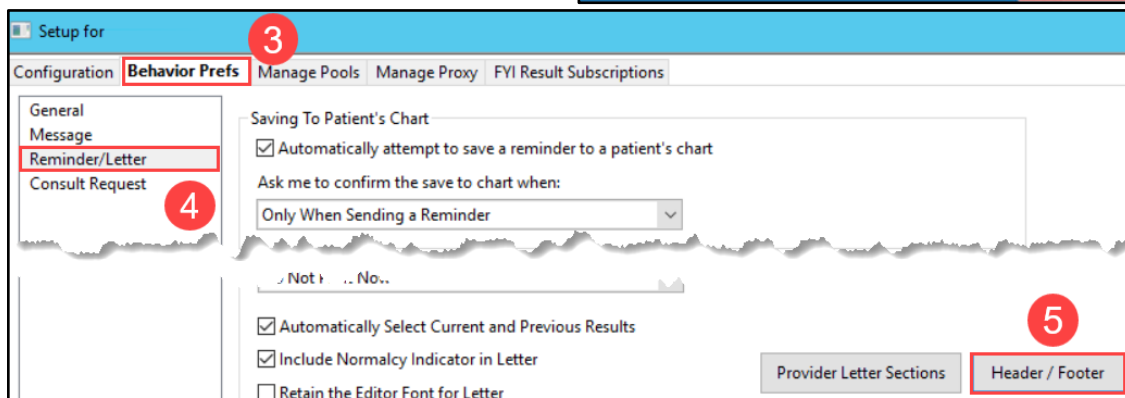 Setup for
3
Configuration Behavior Prefs Manage Pools Manage Proxy FYI Result Subscriptions
General
Message
Reminder/Letter
Consult Request
4
Saving To Patient's Chart
Automatically attempt to save a reminder to a patient's chart
Ask me to confirm the save to chart when:
Only When Sending a Reminder
Not
Automatically Select Current and Previous Results
Include Normalcy Indicator in Letter
Retain the Editor Font for Letter
5
Provider Letter Sections Header / Footer